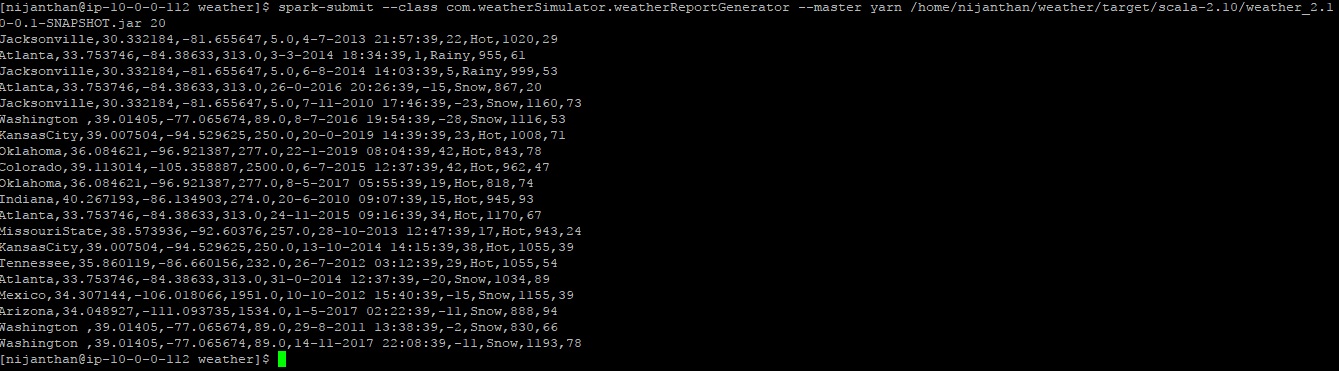 [nijanthan@ip-10-0-0-112 weather]$ spark-submit --class com.weatherSimulator.weatherReportGenerator --master yarn /home/nijanthan/weather/target/scala-2.10/weather_2.1
0-0.1-SNAPSHOT.jar 20
Jacksonville,30.332184,-81.655647,5.0,4-7-2013 21:57:39,22,Hot,1020,29
Atlanta,33.753746,-84.38633,313.0,3-3-2014 18:34:39,1,Rainy,955,61
Jacksonville,30.332184,-81.655647,5.0,6-8-2014 14:03:39,5,Rainy,999,53
Atlanta,33.753746,-84.38633,313.0,26-0-2016 20:26:39,-15,Snow,867,20
Jacksonville,30.332184,-81.655647,5.0,7-11-2010 17:46:39,-23,Snow,1160,73
Washington ,39.01405,-77.065674,89.0,8-7-2016 19:54:39,-28,Snow,1116,53
KansasCity,39.007504,-94.529625,250.0,20-0-2019 14:39:39,23,Hot,1008,71
Oklahoma,36.084621,-96.921387,277.0,22-1-2019 08:04:39,42,Hot,843,78
Colorado,39.113014,-105.358887,2500.0,6-7-2015 12:37:39,42,Hot,962,47
Oklahoma,36.084621,-96.921387,277.0,8-5-2017 05:55:39,19,Hot,818,74
Indiana,40.267193,-86.134903,274.0,20-6-2010 09:07:39,15,Hot,945,93
Atlanta,33.753746,-84.38633,313.0,24-11-2015 09:16:39,34,Hot,1170,67
MissouriState,38.573936,-92.60376,257.0,28-10-2013 12:47:39,17,Hot,943,24
KansasCity,39.007504,-94.529625,250.0,13-10-2014 14:15:39,38,Hot,1055,39
Tennessee,35.860119,-86.660156,232.0,26-7-2012 03:12:39,29,Hot,1055,54
Atlanta,33.753746,-84.38633,313.0,31-0-2014 12:37:39,-20,Snow,1034,89
Mexico,34.307144,-106.018066,1951.0,10-10-2012 15:40:39,-15,Snow,1155,39
Arizona,34.048927,-111.093735,1534.0,1-5-2017 02:22:39,-11,Snow,888,94
Washington ,39.01405,-77.065674,89.0,29-8-2011 13:38:39,-2,Snow,830,66
Washington ,39.01405,-77.065674,89.0,14-11-2017 22:08:39,-11,Snow,1193,78
[nijanthan@ip-10-0-0-112 weather]$